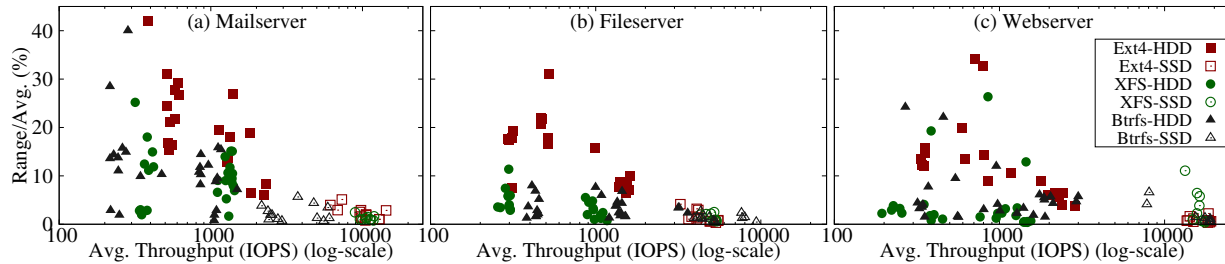 (a) Mailserver
(b) Fileserver
(c) Webserver
Range/Avg. (%)
50
40
30
20
10
0
Ext4-HDD
Ext4-SSD
XFS-HDD
XFS-SSD
Btrfs-HDD
Btrfs-SSD
100 1000 10000
100 1000 10000
100 1000 10000
Avg. Throughput (IOPS) (log-scale)
Avg. Throughput (IOPS) (log-scale)
Avg. Throughput (IOPS) (log-scale)